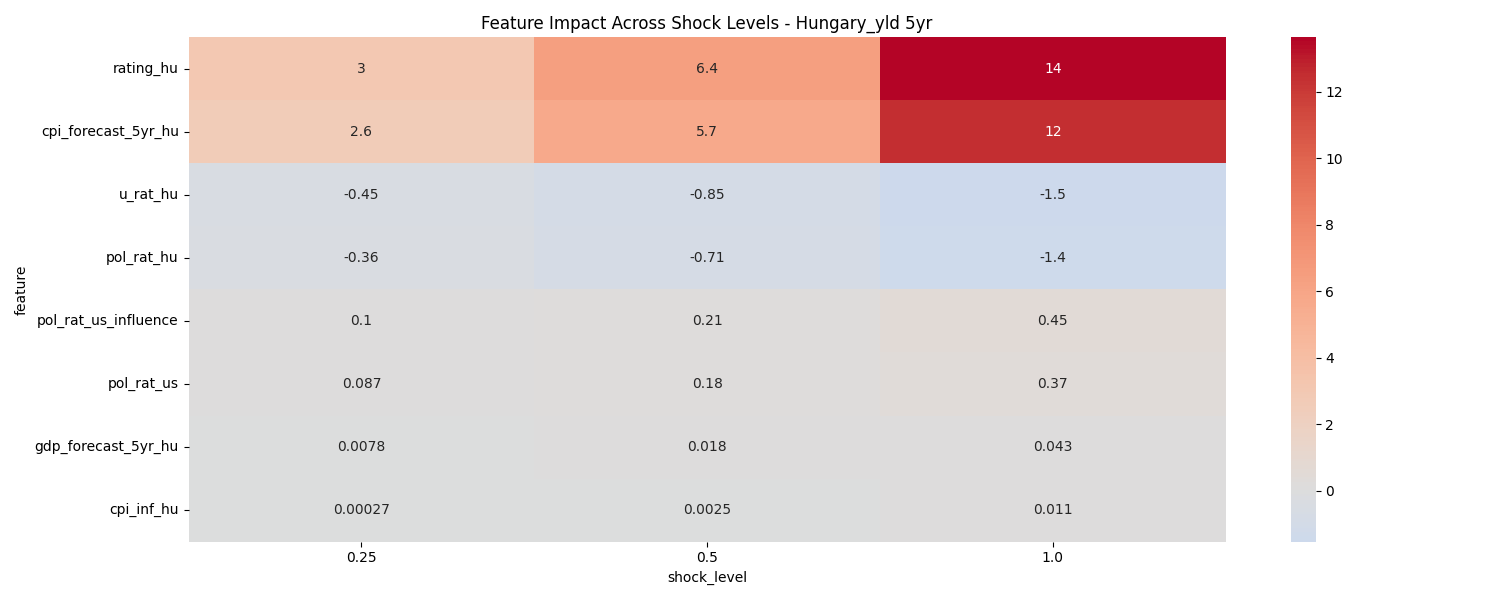 Feature Impact Across Shock Levels - Hungary_yld 5yr
feature
rating_hu 3 6.4 14
cpi_forecast_5yr_hu 2.6 5.7 12
u_rat_hu -0.45 -0.85 -1.5
pol_rat_hu -0.36 -0.71 -1.4
pol_rat_us_influence 0.1 0.21 0.45
pol_rat_us 0.087 0.18 0.37
gdp_forecast_5yr_hu 0.0078 0.018 0.043
cpi_inf_hu 0.00027 0.0025 0.011
0.25 0.5 1.0
shock_level
12
10
8
6
4
2
0